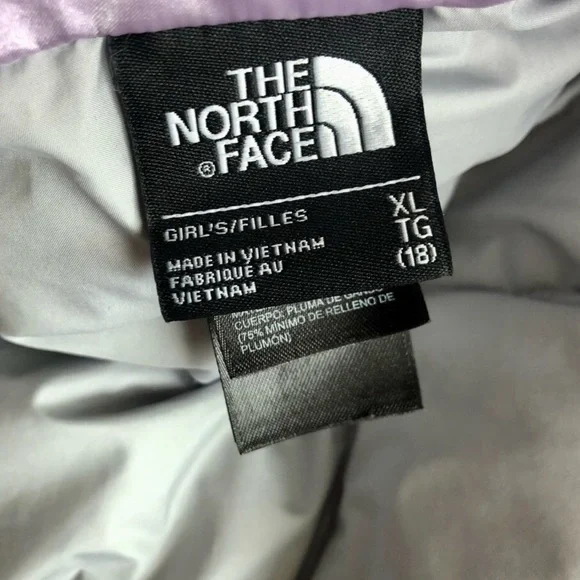 THE
NORTH
® FACE
GIRL'S/FILLES
XL
TG
(18)
MADE IN VIETNAM
FABRIQUE AU
VIETNAM
CUERPO: PLUMA DE GANSO
(75% MÍNIMO DE RELLENO DE
PLUMÓN)